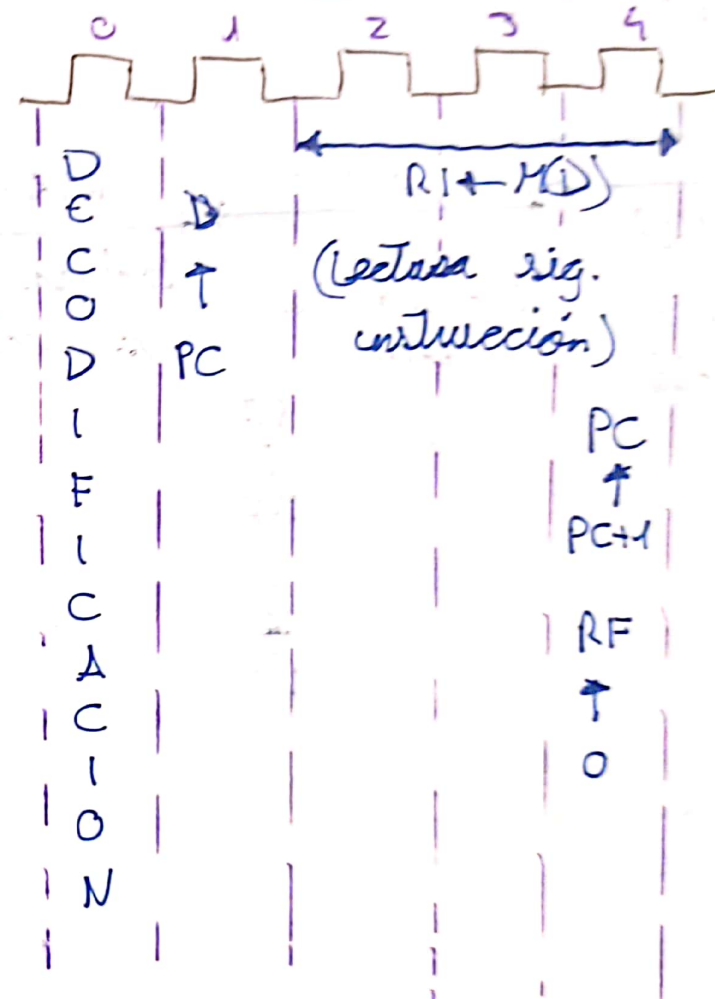 0 1 2 3 4
DECODIFICACION
D
↑
PC
RI ← M(D)
(Lectura sig.
instrucción)
PC
↑
PC+1
RF
↑
0